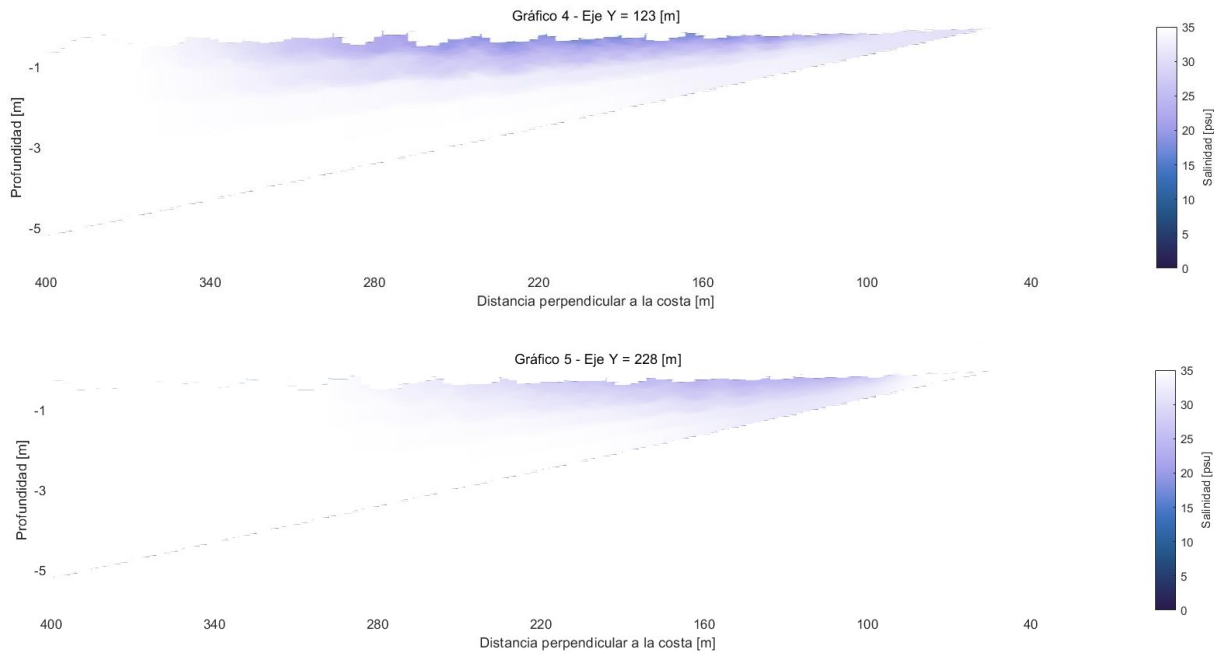 Gráfico 4 - Eje Y = 123 [m]
Profundidad [m]
-1
-3
-5
400 340 280 220 160 100 40
Distancia perpendicular a la costa [m]
35
30
25
20
15
10
5
0
Salinidad [psu]
Gráfico 5 - Eje Y = 228 [m]
Profundidad [m]
-1
-3
-5
400 340 280 220 160 100 40
Distancia perpendicular a la costa [m]
35
30
25
20
15
10
5
0
Salinidad [psu]